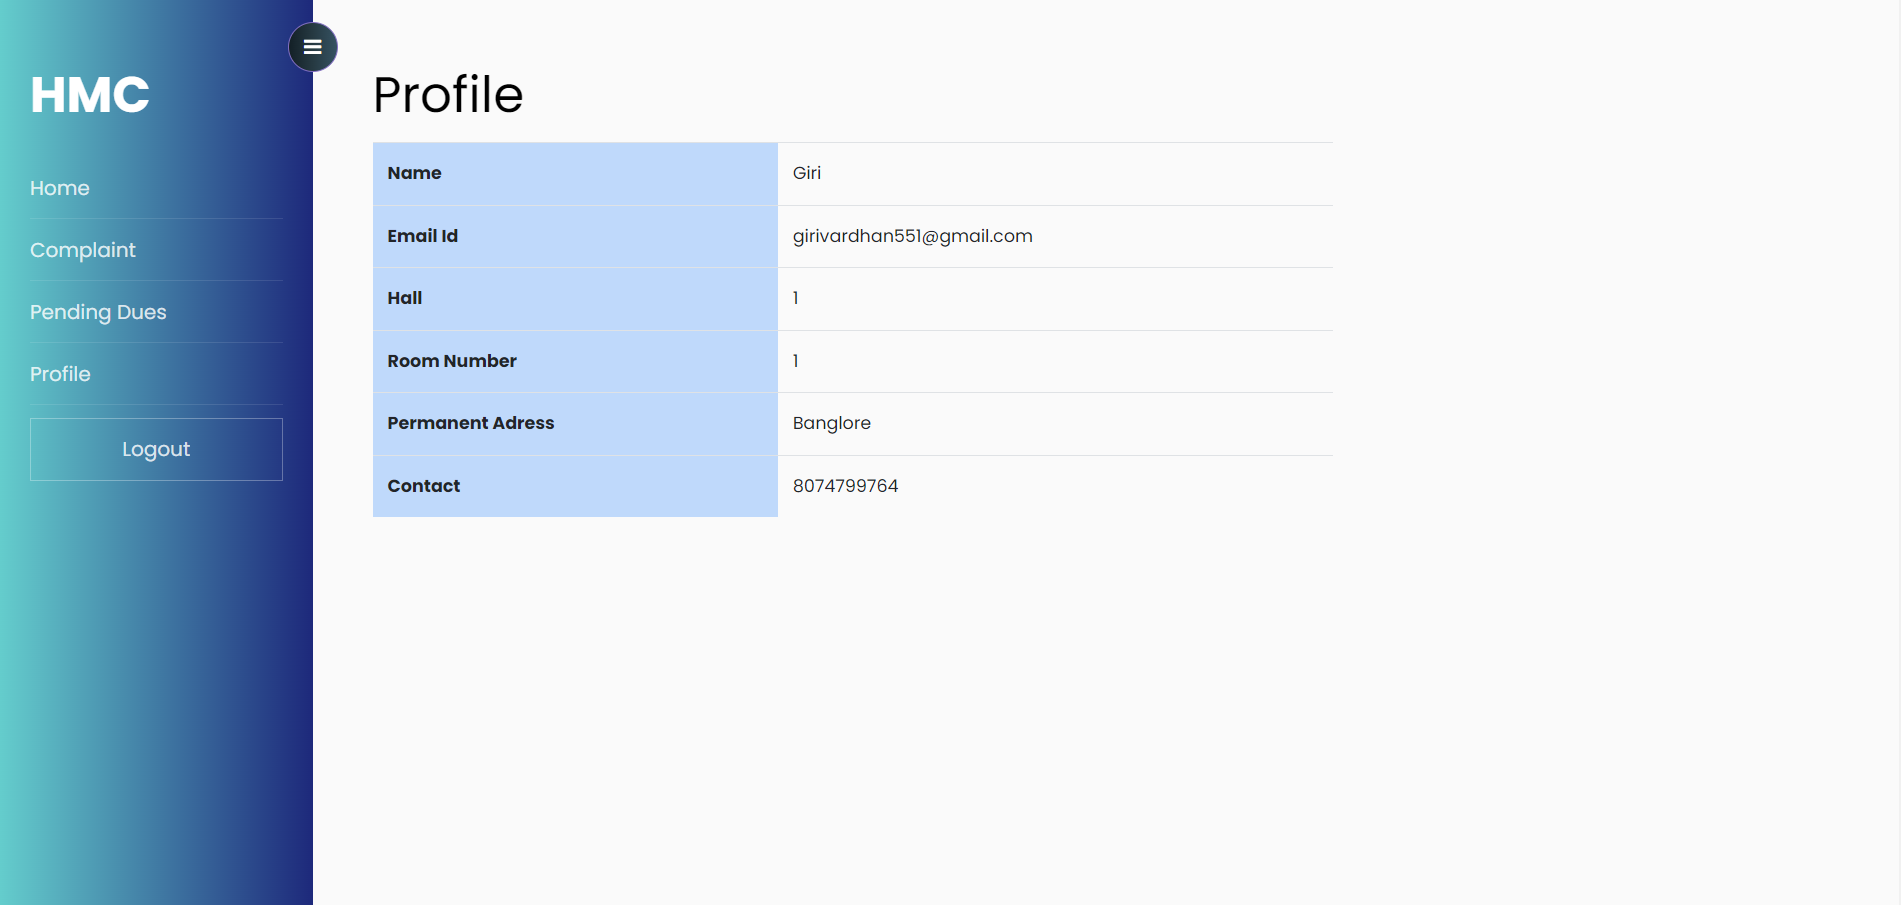 HMC
Home
Complaint
Pending Dues
Profile
Logout
Profile
Name Giri
Email Id girivardhan551@gmail.com
Hall 1
Room Number 1
Permanent Adress Banglore
Contact 8074799764